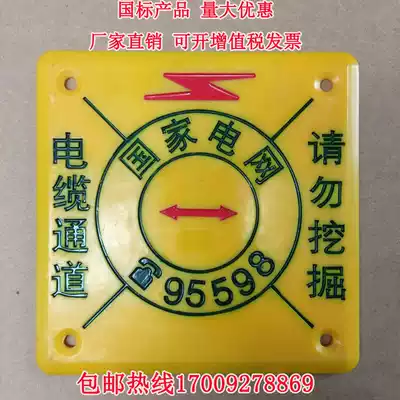 国标产品 量大优惠
厂家直销 可开增值税发票
国家电网
电缆通道
请勿挖掘
☎95598
包邮热线17009278869